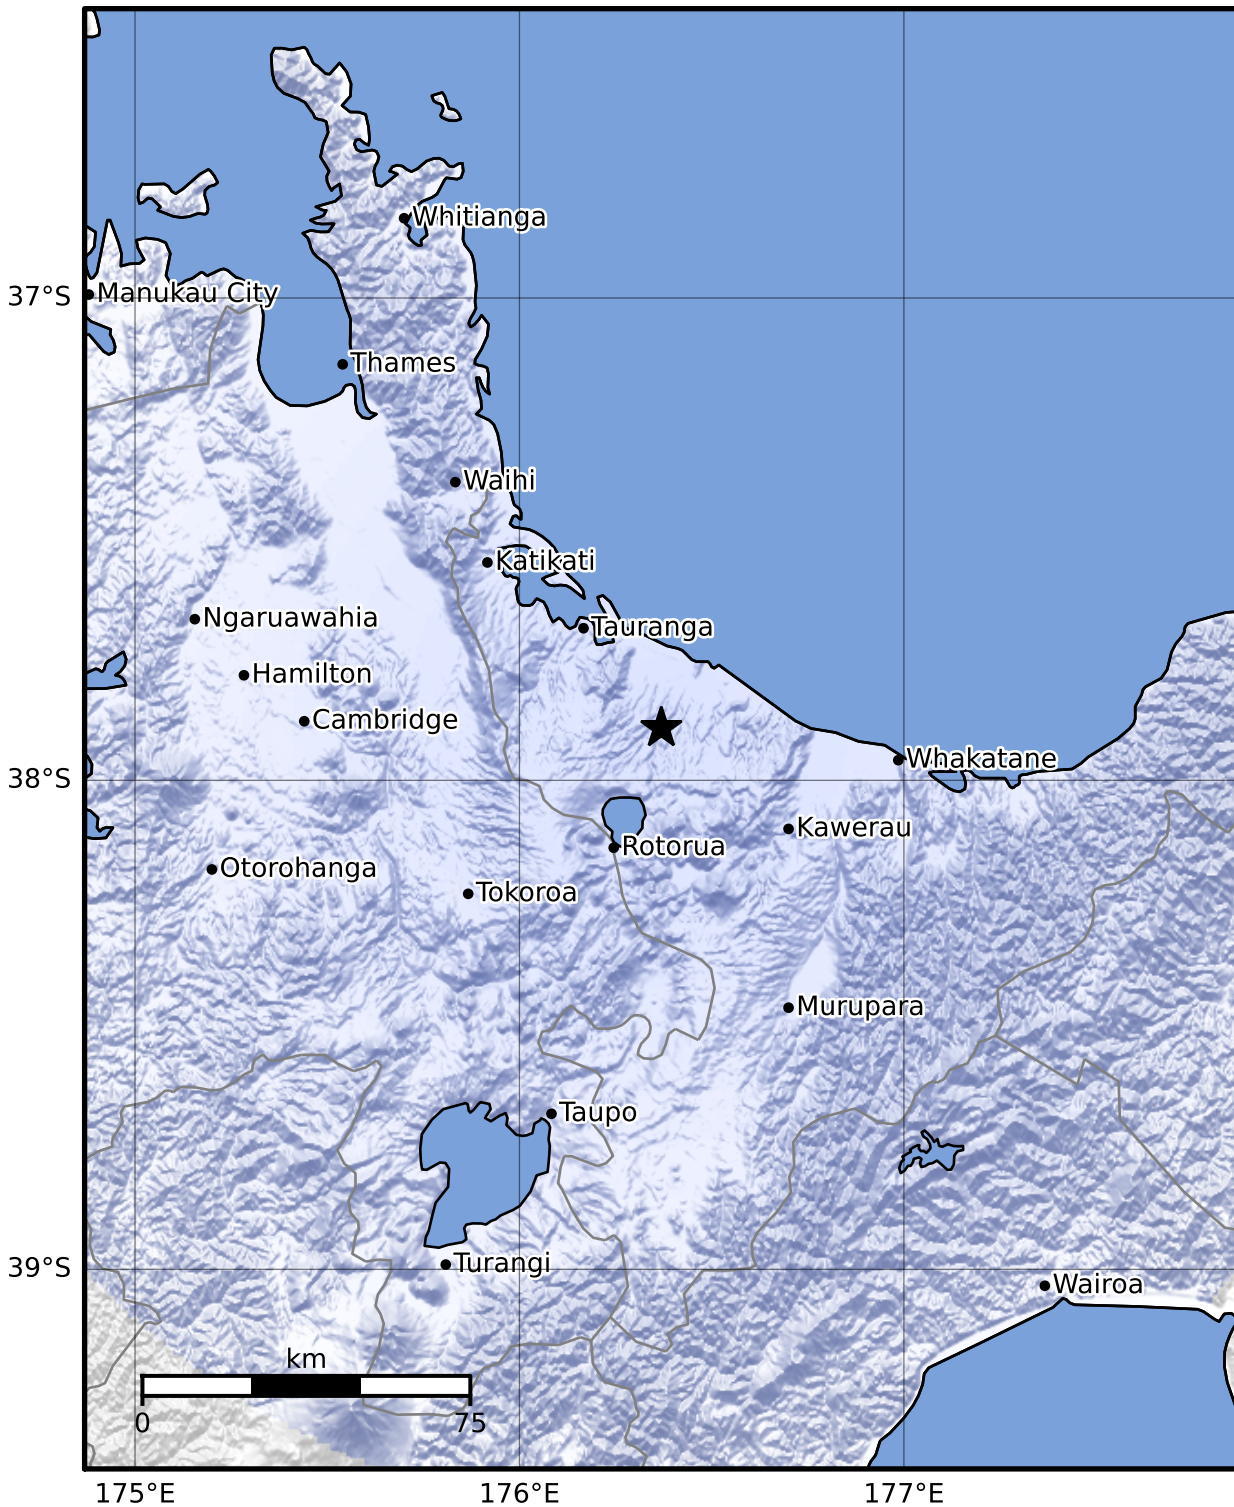 Whitianga
Manukau City
37°S
Thames
Waihi
Katikati
Ngaruawahia
Tauranga
Hamilton
Cambridge
Whakatane
38°S
Kawerau
Rotorua
Otorohanga
Tokoroa
Murupara
Taupo
Turangi
39°S
Wairoa
km
0 75
175°E 176°E 177°E